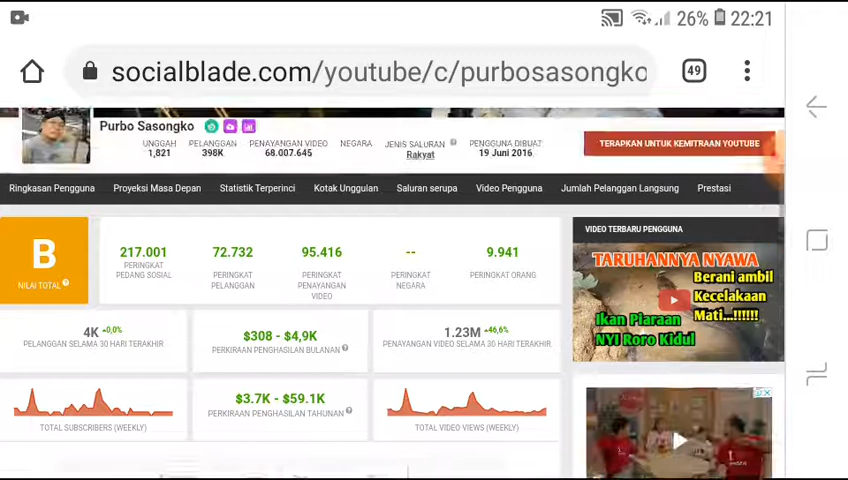 26% 22:21
socialblade.com/youtube/c/purbosasongko
49
Purbo Sasongko
UNGGAH PELANGGAN PENAYANGAN VIDEO NEGARA JENIS SALURAN PENGGUNA DIBUAT:
1,821 398K 68.007.645 Rakyat 19 Juni 2016
TERAPKAN UNTUK KEMITRAAN YOUTUBE
Ringkasan Pengguna Proyeksi Masa Depan Statistik Terperinci Kotak Unggulan Saluran serupa Video Pengguna Jumlah Pelanggan Langsung Prestasi
B
NILAI TOTAL
217.001 72.732 95.416 -- 9.941
PERINGKAT PEDANG SOSIAL
PERINGKAT PELANGGAN
PERINGKAT PENAYANGAN VIDEO
PERINGKAT NEGARA
PERINGKAT ORANG
4K +0,0%
PELANGGAN SELAMA 30 HARI TERAKHIR
$308 - $4,9K
PERKIRAAN PENGHASILAN BULANAN
1.23M +46,6%
PENAYANGAN VIDEO SELAMA 30 HARI TERAKHIR
$3.7K - $59.1K
PERKIRAAN PENGHASILAN TAHUNAN
TOTAL SUBSCRIBERS (WEEKLY)
TOTAL VIDEO VIEWS (WEEKLY)
VIDEO TERBARU PENGGUNA
TARUHANNYA NYAWA
Berani ambil
Kecelakaan
Mati...!!!!!!
Ikan Piaraan
NYI Roro Kidul